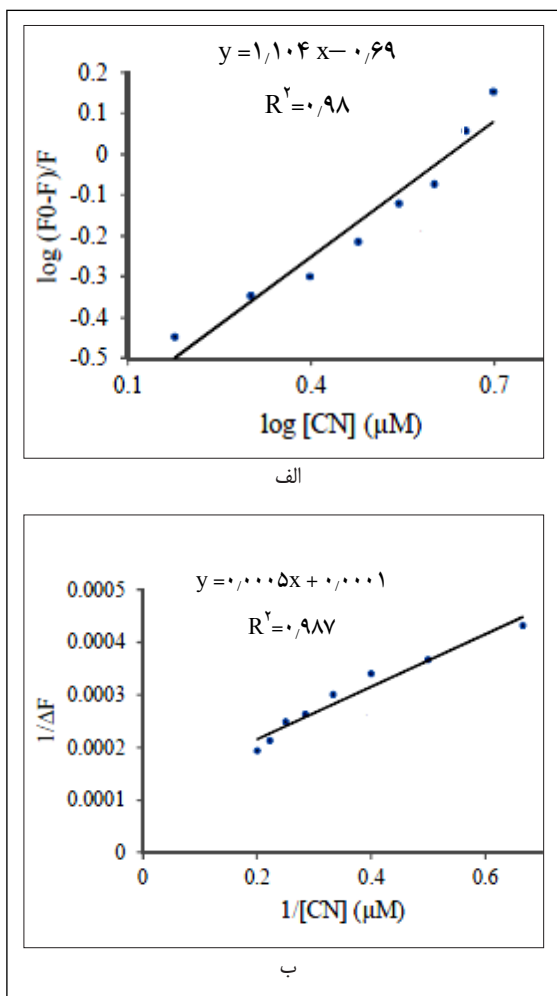 y =۱/۱۰۴ x− ۰/۶۹
R۲=۰/۹۸
0.2
0.1
0
-0.1
-0.2
-0.3
-0.4
-0.5
log (F0-F)/F
0.1 0.4 0.7
log [CN] (µM)
الف
y =۰/۰۰۰۵x + ۰/۰۰۰۱
R۲=۰/۹۸۷
0.0005
0.0004
0.0003
0.0002
0.0001
0
1/ΔF
0 0.2 0.4 0.6
1/[CN] (µM)
ب